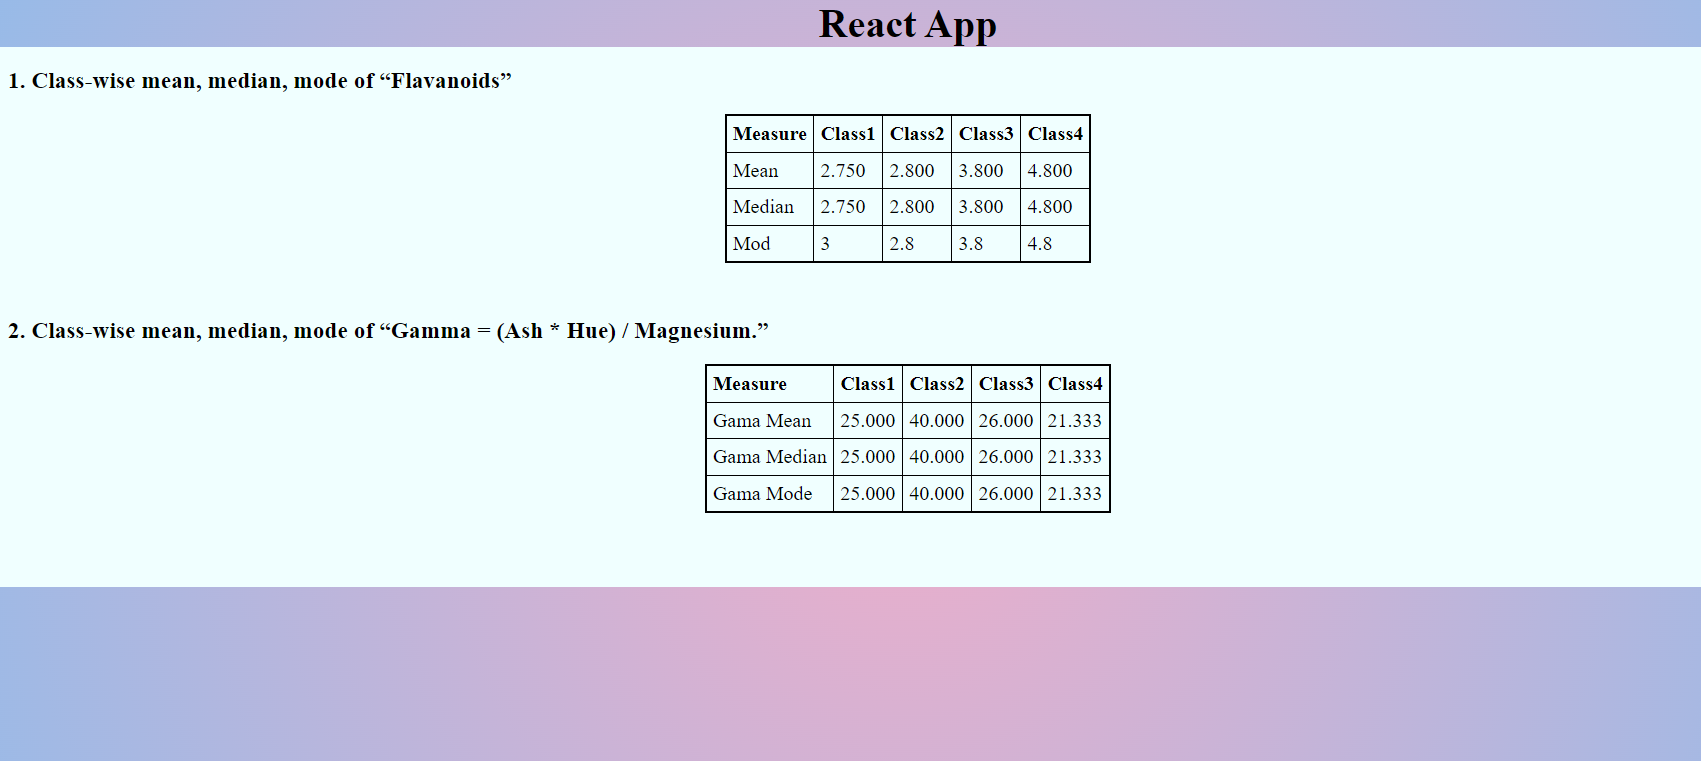 React App
1. Class-wise mean, median, mode of “Flavanoids”
Measure Class1 Class2 Class3 Class4
Mean 2.750 2.800 3.800 4.800
Median 2.750 2.800 3.800 4.800
Mod 3 2.8 3.8 4.8
2. Class-wise mean, median, mode of “Gamma = (Ash * Hue) / Magnesium.”
Measure Class1 Class2 Class3 Class4
Gama Mean 25.000 40.000 26.000 21.333
Gama Median 25.000 40.000 26.000 21.333
Gama Mode 25.000 40.000 26.000 21.333